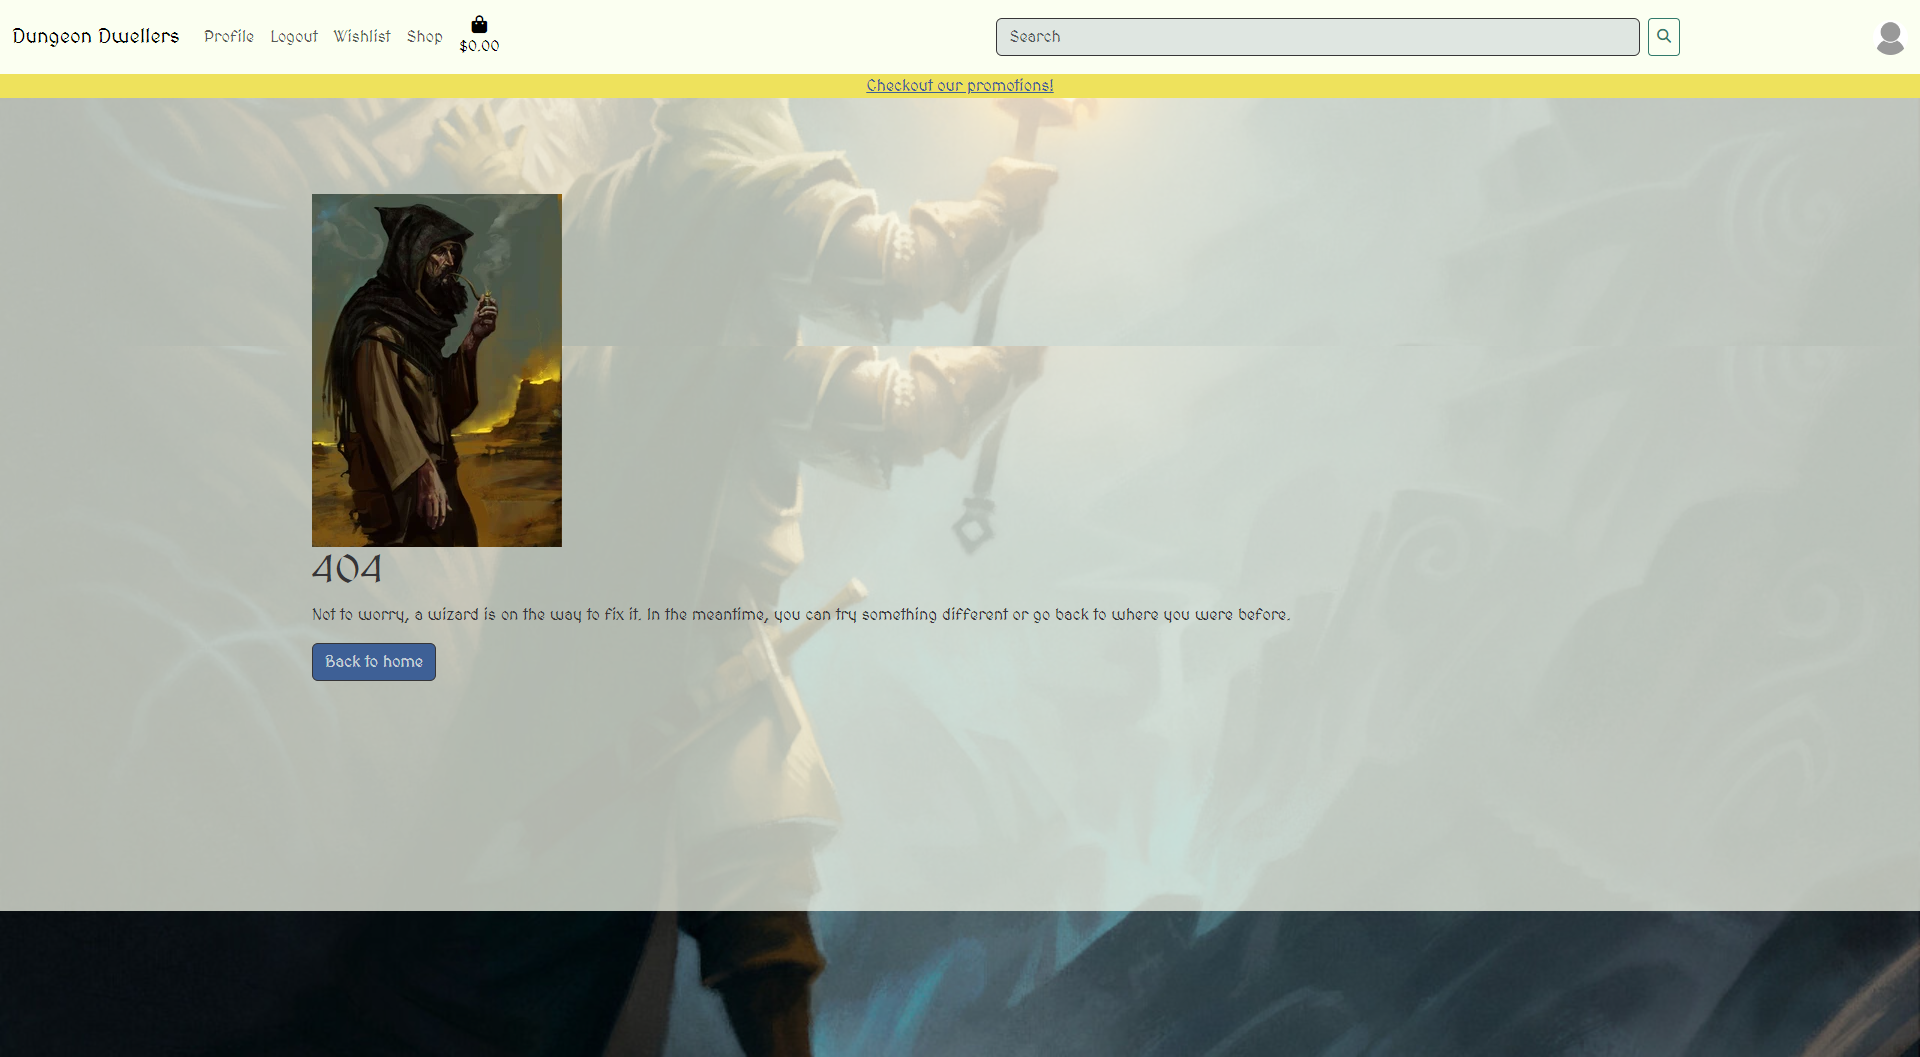 Dungeon Dwellers
Profile
Logout
Wishlist
Shop
$0.00
Search
Checkout our promotions!
404
Not to worry, a wizard is on the way to fix it. In the meantime, you can try something different or go back to where you were before.
Back to home